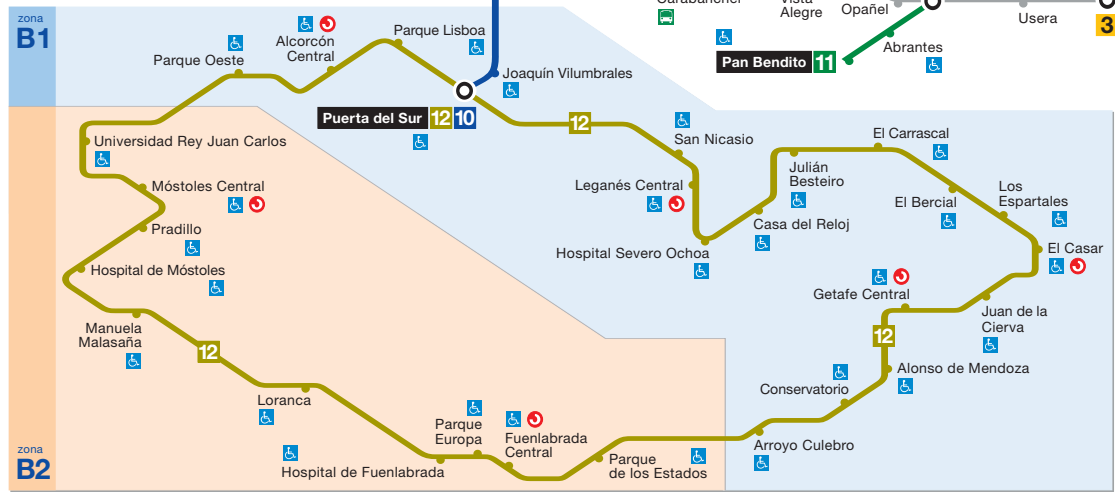 zona
B1
Carabanchel
Vista
Alegre
Opañel
Usera
3
Abrantes
Pan Bendito 11
Parque Oeste
Alcorcón
Central
Parque Lisboa
Joaquín Vilumbrales
Puerta del Sur 12 10
12
San Nicasio
Leganés Central
Hospital Severo Ochoa
Casa del Reloj
Julián
Besteiro
El Carrascal
El Bercial
Los
Espartales
El Casar
Juan de la
Cierva
Getafe Central
12
Alonso de Mendoza
Conservatorio
Arroyo Culebro
Universidad Rey Juan Carlos
Móstoles Central
Pradillo
Hospital de Móstoles
Manuela
Malasaña
12
Loranca
Hospital de Fuenlabrada
Parque
Europa
Fuenlabrada
Central
Parque
de los Estados
zona
B2